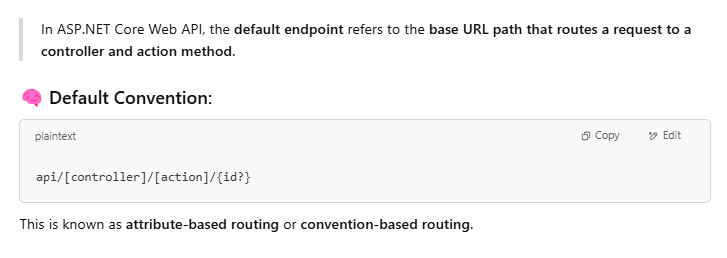 In ASP.NET Core Web API, the default endpoint refers to the base URL path that routes a request to a
controller and action method.
🧠 Default Convention:
plaintext
Copy
Edit
api/[controller]/[action]/{id?}
This is known as attribute-based routing or convention-based routing.